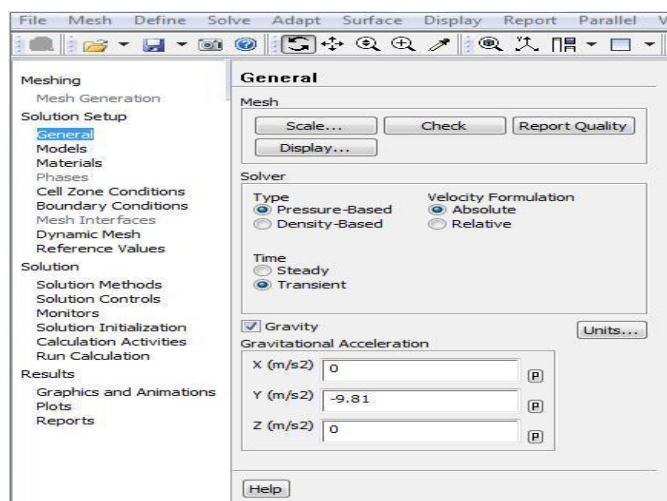 File Mesh Define Solve Adapt Surface Display Report Parallel
Meshing
Mesh Generation
Solution Setup
General
Models
Materials
Phases
Cell Zone Conditions
Boundary Conditions
Mesh Interfaces
Dynamic Mesh
Reference Values
Solution
Solution Methods
Solution Controls
Monitors
Solution Initialization
Calculation Activities
Run Calculation
Results
Graphics and Animations
Plots
Reports
General
Mesh
Scale... Check Report Quality
Display...
Solver
Type Velocity Formulation
Pressure-Based Absolute
Density-Based Relative
Time
Steady
Transient
Gravity Units...
Gravitational Acceleration
X (m/s2) 0 P
Y (m/s2) -9.81 P
Z (m/s2) 0 P
Help